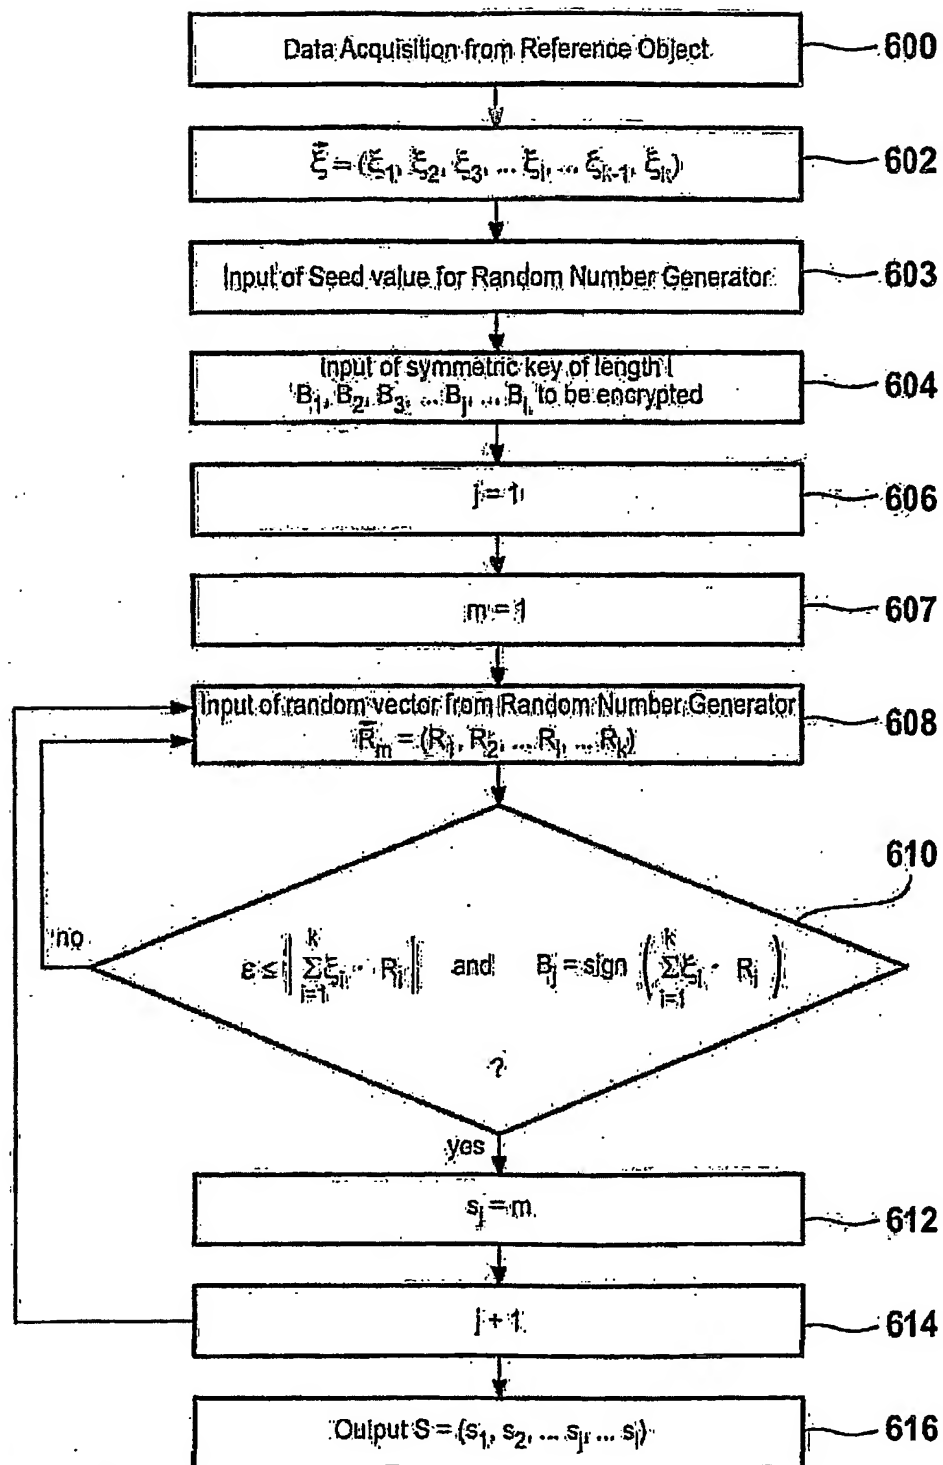 Data Acquisition from Reference Object 600
ξ⃗ = (ξ₁, ξ₂, ξ₃, ... ξᵢ, ... ξₖ₋₁, ξₖ) 602
Input of Seed value for Random Number Generator 603
Input of symmetric key of length l
B₁, B₂, B₃, ... Bⱼ, ... Bₗ, to be encrypted 604
j = 1 606
m = 1 607
Input of random vector from Random Number Generator
R⃗ₘ = (R₁, R₂, ... Rᵢ, ... Rₖ) 608
610
no
ε ≤ ‖ ∑ᵢ₌₁ᵏ ξᵢ · Rᵢ ‖ and Bⱼ = sign ( ∑ᵢ₌₁ᵏ ξᵢ · Rᵢ )
?
yes
sⱼ = m 612
j + 1 614
Output S = (s₁, s₂, ... sⱼ, ... sₗ) 616